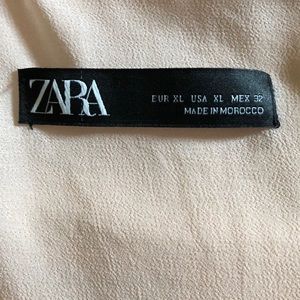 ZARA
EUR XL USA XL MEX 32
MADE IN MOROCCO